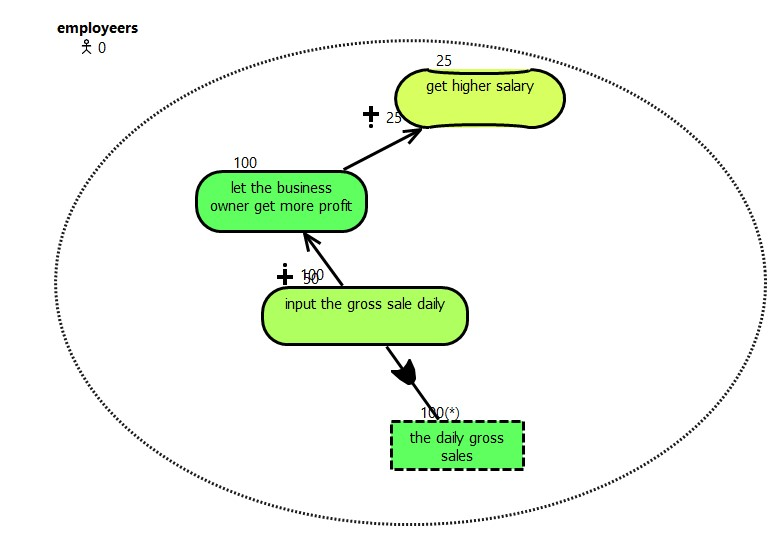 employeers
0
25
get higher salary
25
100
let the business
owner get more profit
100
50
input the gross sale daily
100(*)
the daily gross
sales